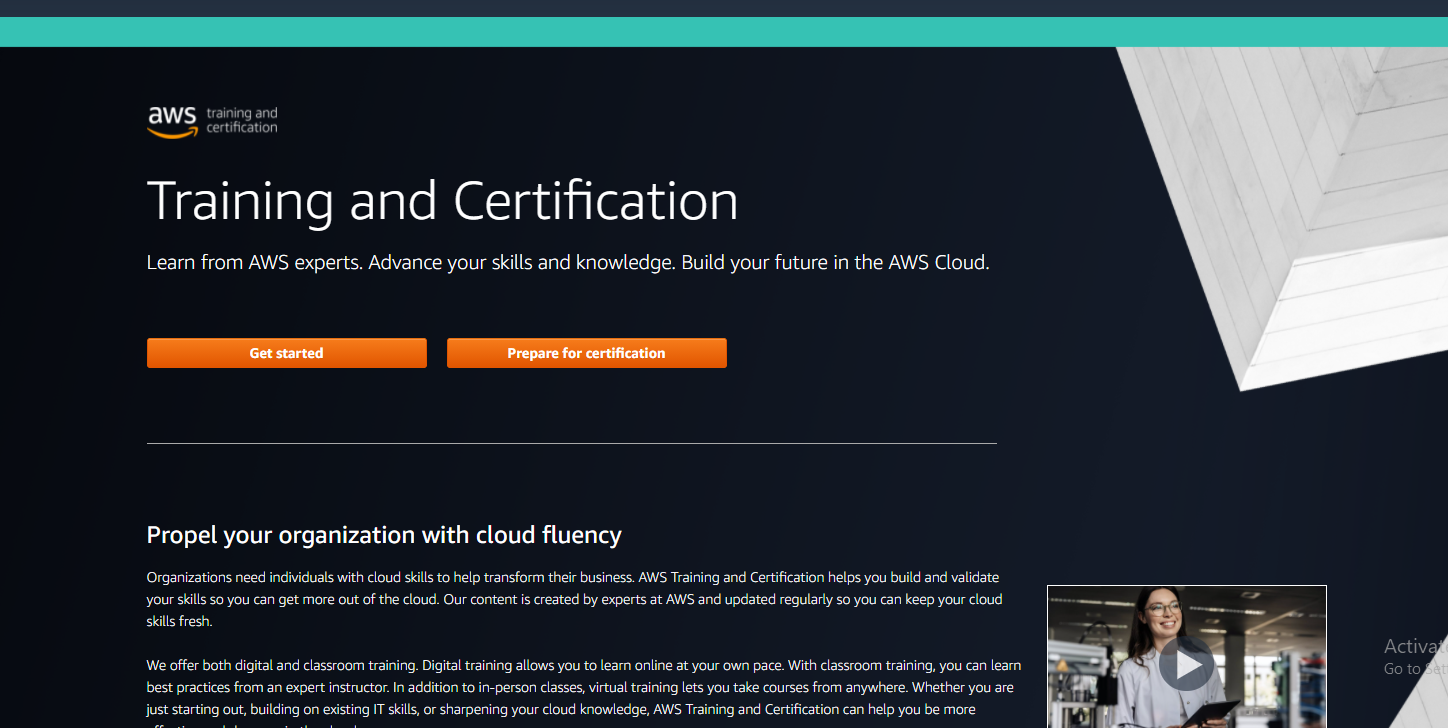 aws training and
certification
Training and Certification
Learn from AWS experts. Advance your skills and knowledge. Build your future in the AWS Cloud.
Get started
Prepare for certification
Propel your organization with cloud fluency
Organizations need individuals with cloud skills to help transform their business. AWS Training and Certification helps you build and validate
your skills so you can get more out of the cloud. Our content is created by experts at AWS and updated regularly so you can keep your cloud
skills fresh.
We offer both digital and classroom training. Digital training allows you to learn online at your own pace. With classroom training, you can learn
best practices from an expert instructor. In addition to in-person classes, virtual training lets you take courses from anywhere. Whether you are
just starting out, building on existing IT skills, or sharpening your cloud knowledge, AWS Training and Certification can help you be more
Activat
Go to Set